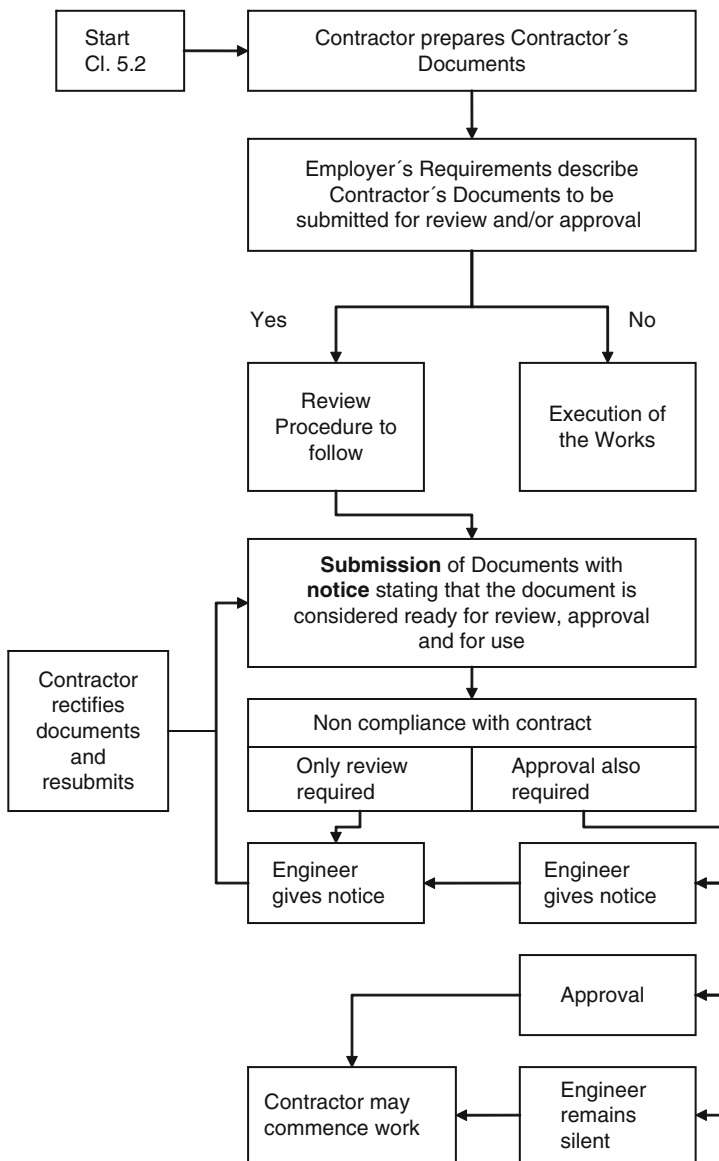 Start
Cl. 5.2
Contractor prepares Contractor´s
Documents
Employer´s Requirements describe
Contractor´s Documents to be
submitted for review and/or approval
Yes
No
Review
Procedure to
follow
Execution of
the Works
Submission of Documents with
notice stating that the document is
considered ready for review, approval
and for use
Contractor
rectifies
documents
and
resubmits
Non compliance with contract
Only review
required
Approval also
required
Engineer
gives notice
Engineer
gives notice
Approval
Contractor may
commence work
Engineer
remains
silent